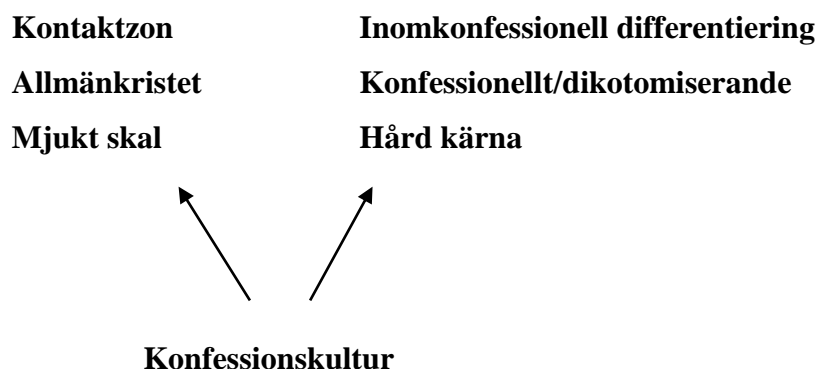 Kontaktzon Inomkonfessionell differentiering
Allmänkristet Konfessionellt/dikotomiserande
Mjukt skal Hård kärna
Konfessionskultur